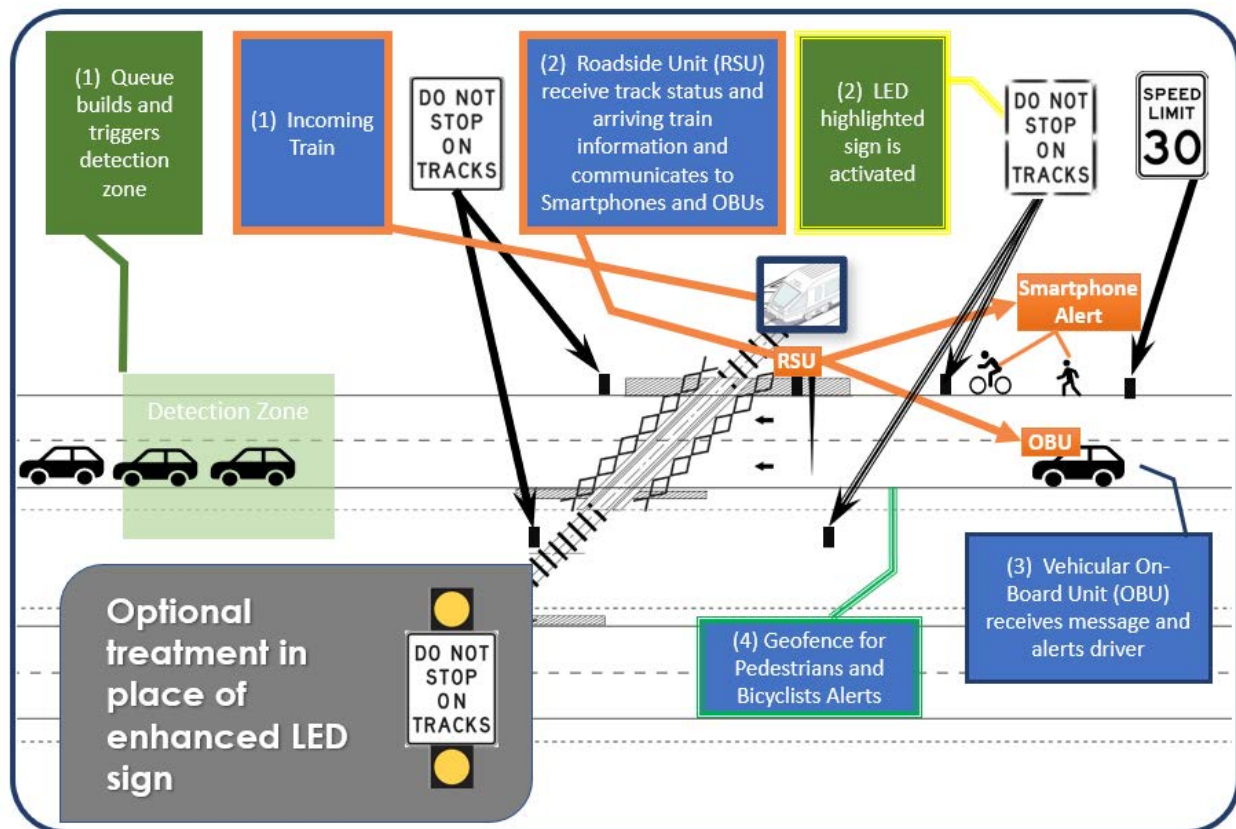 (1) Queue
builds and
triggers
detection
zone
(1) Incoming
Train
DO NOT
STOP
ON
TRACKS
(2) Roadside Unit (RSU)
receive track status and
arriving train
information and
communicates to
Smartphones and OBUs
(2) LED
highlighted
sign is
activated
DO NOT
STOP
ON
TRACKS
SPEED
LIMIT
30
Smartphone
Alert
RSU
Detection Zone
OBU
(3) Vehicular On-
Board Unit (OBU)
receives message and
alerts driver
(4) Geofence for
Pedestrians and
Bicyclists Alerts
Optional
treatment in
place of
enhanced LED
sign
DO NOT
STOP
ON
TRACKS